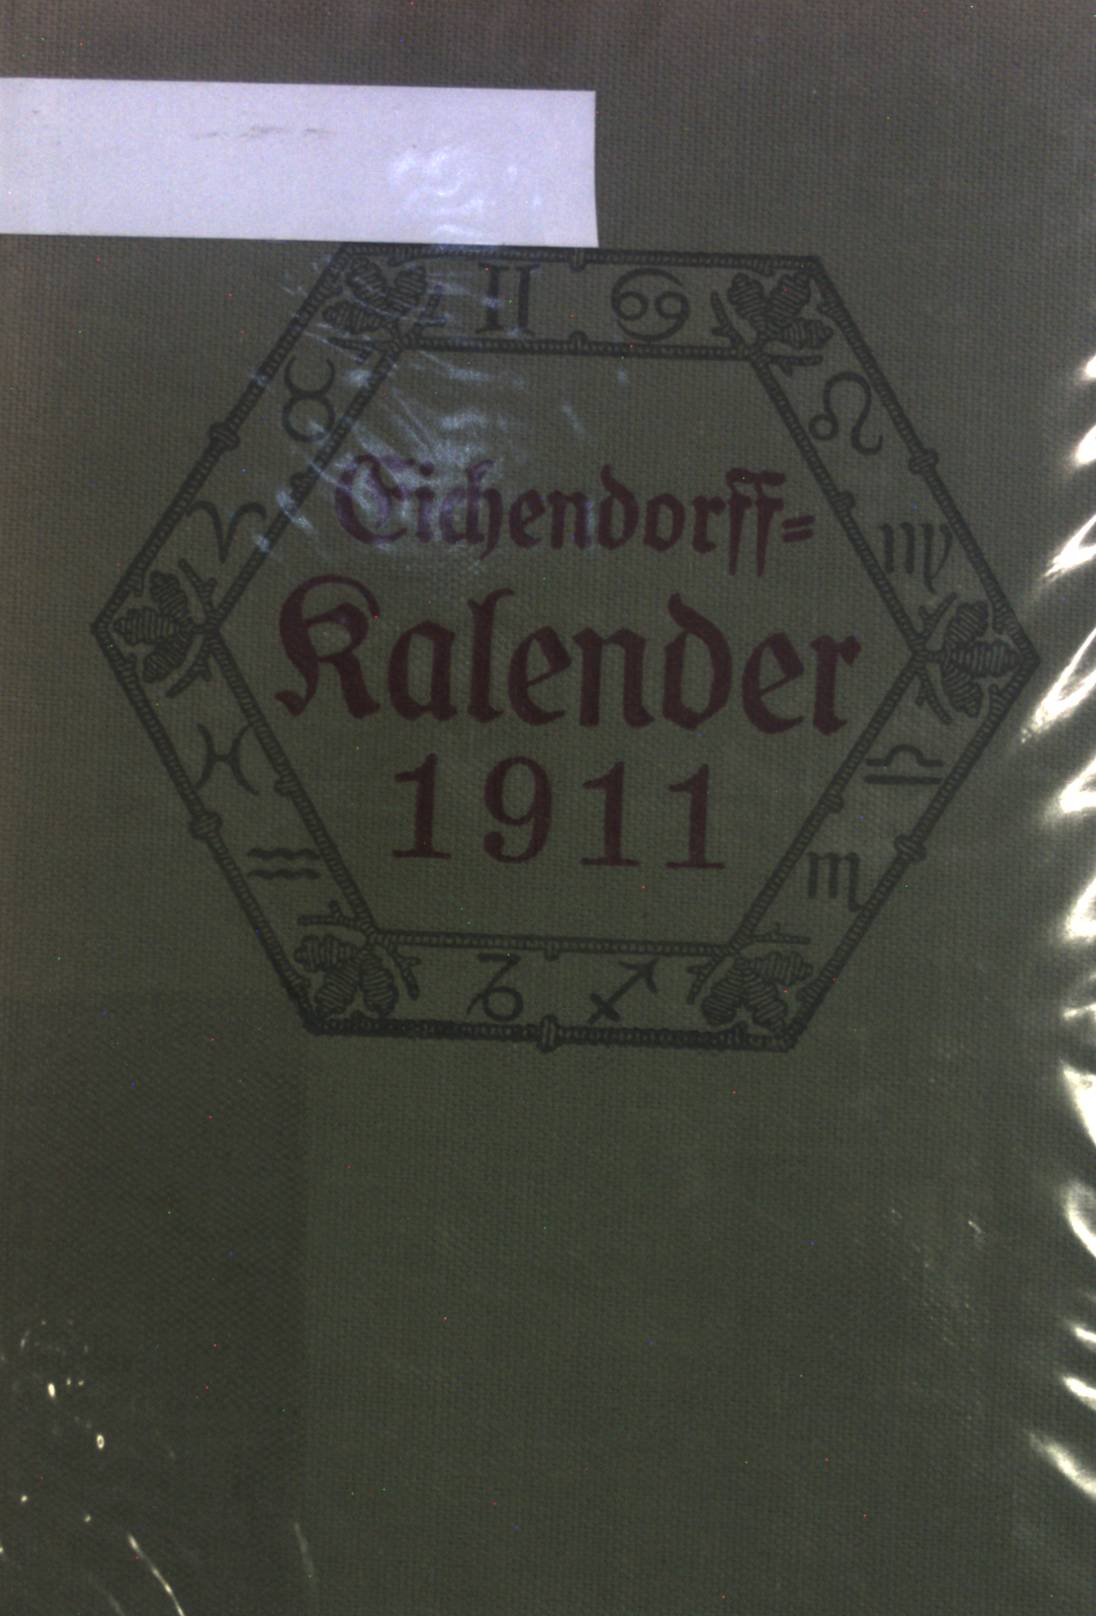 Eichendorff=
Kalender
1911